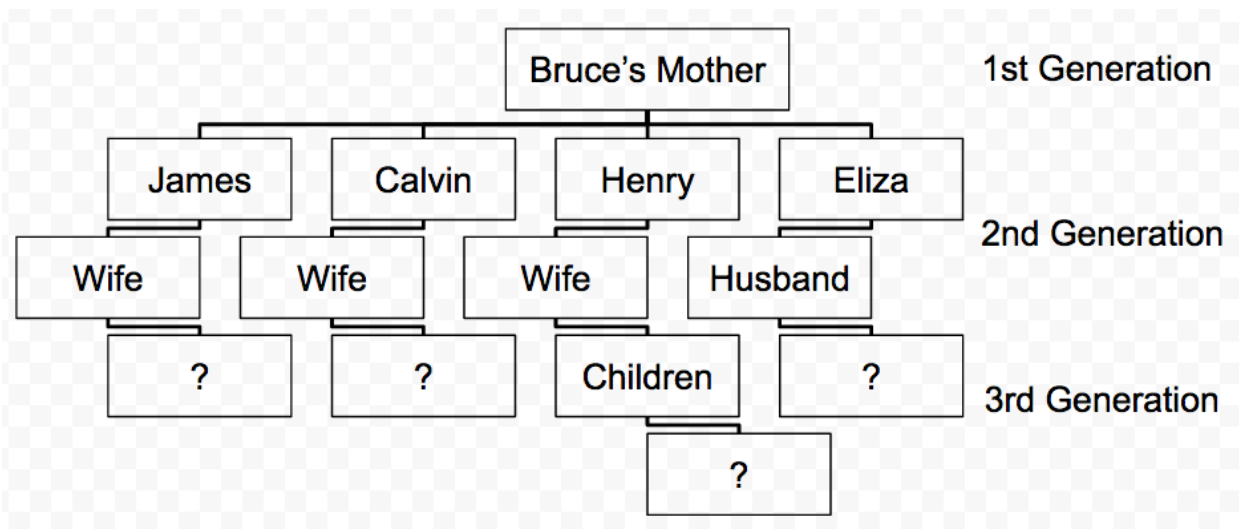 Bruce’s Mother
1st Generation
James
Calvin
Henry
Eliza
2nd Generation
Wife
Wife
Wife
Husband
?
?
Children
?
3rd Generation
?